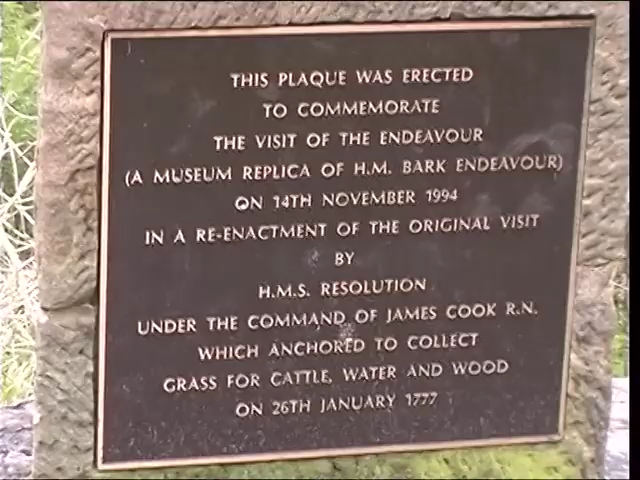 THIS PLAQUE WAS ERECTED
TO COMMEMORATE
THE VISIT OF THE ENDEAVOUR
(A MUSEUM REPLICA OF H.M. BARK ENDEAVOUR)
ON 14TH NOVEMBER 1994
IN A RE-ENACTMENT OF THE ORIGINAL VISIT
BY
H.M.S. RESOLUTION
UNDER THE COMMAND OF JAMES COOK R.N.
WHICH ANCHORED TO COLLECT
GRASS FOR CATTLE, WATER AND WOOD
ON 26TH JANUARY 1777